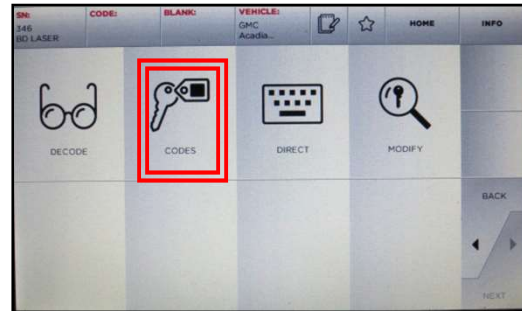 SN:
346
BD LASER
CODE:
BLANK:
VEHICLE:
GMC
Acadia...
HOME
INFO
DECODE
CODES
DIRECT
MODIFY
BACK
NEXT